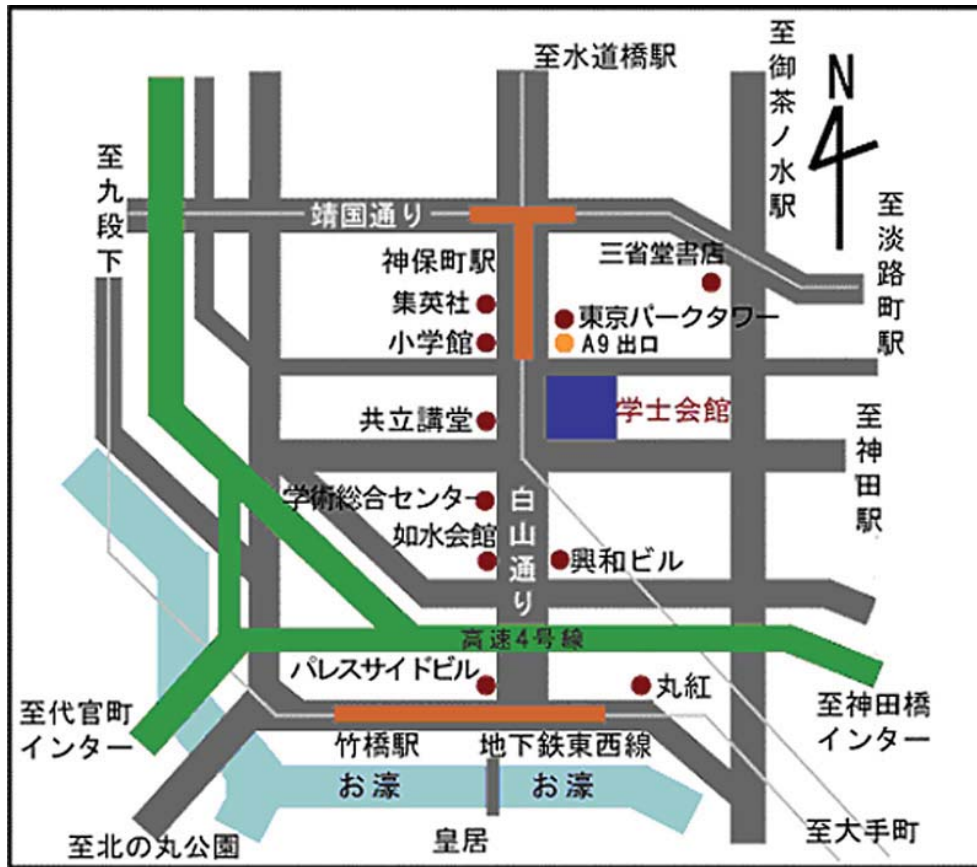 至水道橋駅
至御茶ノ水駅
N
至九段下
靖国通り
至淡路町駅
神保町駅
三省堂書店
集英社
東京パークタワー
小学館
A9出口
学士会館
共立講堂
至神田駅
学術総合センター
白山通り
如水会館
興和ビル
高速4号線
パレスサイドビル
丸紅
至代官町
インター
至神田橋
インター
竹橋駅
地下鉄東西線
お濠
お濠
至北の丸公園
皇居
至大手町